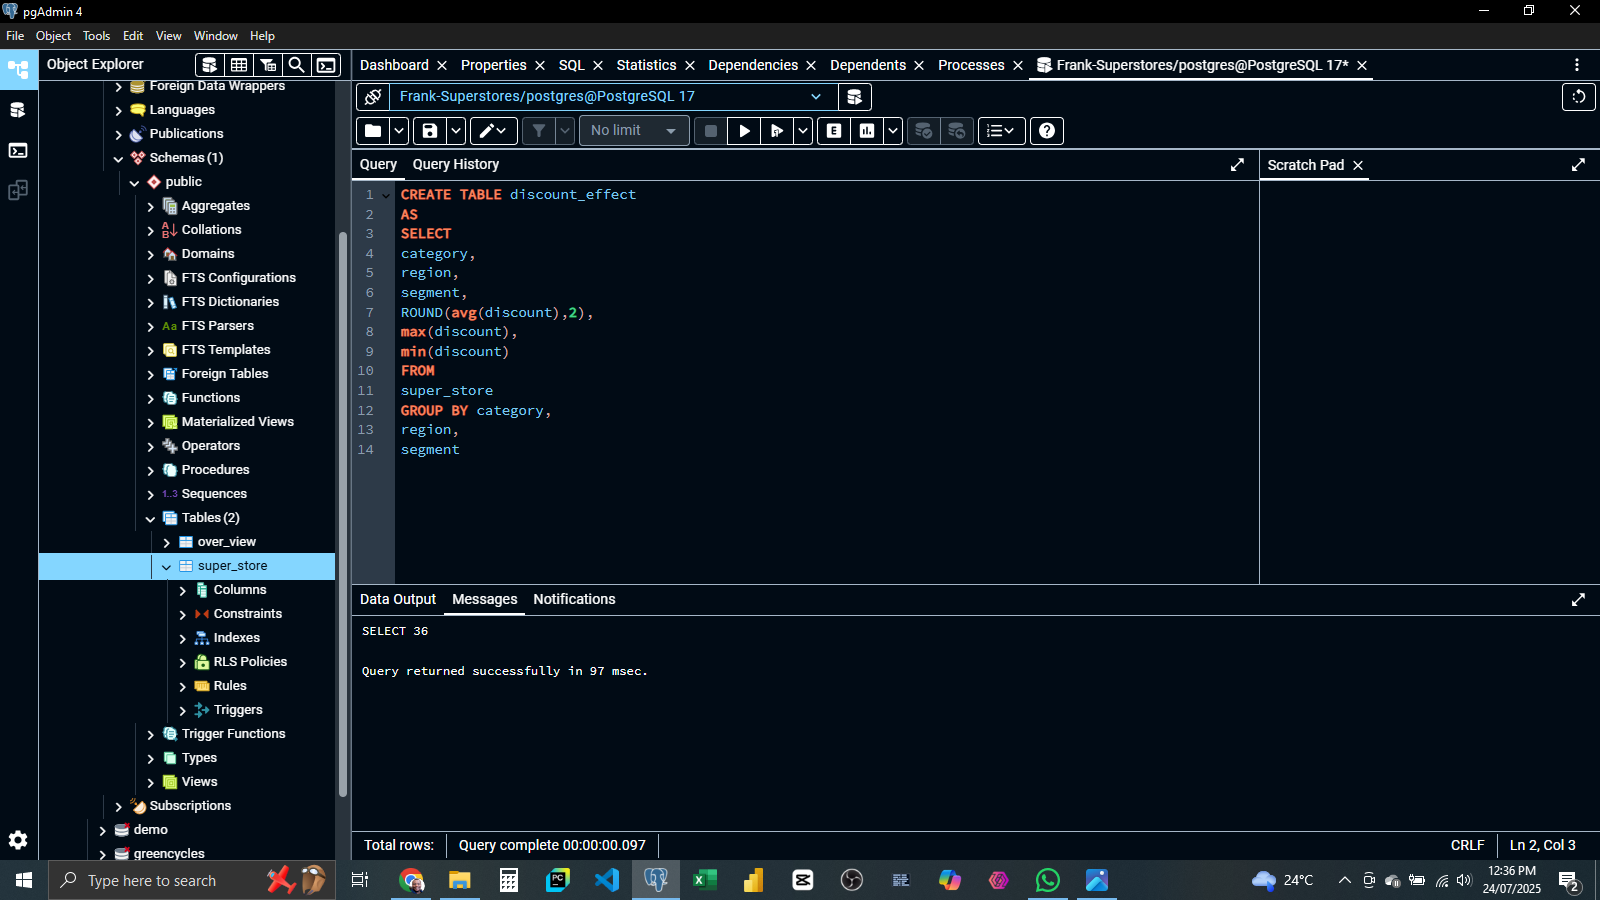 pgAdmin 4
File Object Tools Edit View Window Help
Object Explorer
Dashboard Properties SQL Statistics Dependencies Dependents Processes Frank-Superstores/postgres@PostgreSQL 17*
Foreign Data Wrappers
Languages
Publications
Schemas (1)
public
Aggregates
Collations
Domains
FTS Configurations
FTS Dictionaries
Aa FTS Parsers
FTS Templates
Foreign Tables
Functions
Materialized Views
Operators
Procedures
1..3 Sequences
Tables (2)
over_view
super_store
Columns
Constraints
Indexes
RLS Policies
Rules
Triggers
Trigger Functions
Types
Views
Subscriptions
demo
greencycles
Frank-Superstores/postgres@PostgreSQL 17
No limit
E
Query Query History
Scratch Pad
1 CREATE TABLE discount_effect
2 AS
3 SELECT
4 category,
5 region,
6 segment,
7 ROUND(avg(discount),2),
8 max(discount),
9 min(discount)
10 FROM
11 super_store
12 GROUP BY category,
13 region,
14 segment
Data Output Messages Notifications
SELECT 36
Query returned successfully in 97 msec.
Total rows: Query complete 00:00:00.097 CRLF Ln 2, Col 3
Type here to search
24°C
12:36 PM
24/07/2025
2